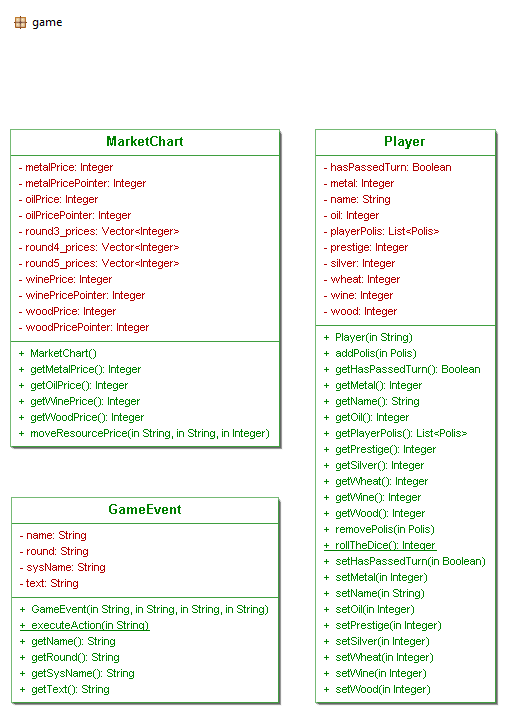 game
MarketChart
- metalPrice: Integer
- metalPricePointer: Integer
- oilPrice: Integer
- oilPricePointer: Integer
- round3_prices: Vector<Integer>
- round4_prices: Vector<Integer>
- round5_prices: Vector<Integer>
- winePrice: Integer
- winePricePointer: Integer
- woodPrice: Integer
- woodPricePointer: Integer
+ MarketChart()
+ getMetalPrice(): Integer
+ getOilPrice(): Integer
+ getWinePrice(): Integer
+ getWoodPrice(): Integer
+ moveResourcePrice(in String, in String, in Integer)
GameEvent
- name: String
- round: String
- sysName: String
- text: String
+ GameEvent(in String, in String, in String, in String)
+ executeAction(in String)
+ getName(): String
+ getRound(): String
+ getSysName(): String
+ getText(): String
Player
- hasPassedTurn: Boolean
- metal: Integer
- name: String
- oil: Integer
- playerPolis: List<Polis>
- prestige: Integer
- silver: Integer
- wheat: Integer
- wine: Integer
- wood: Integer
+ Player(in String)
+ addPolis(in Polis)
+ getHasPassedTurn(): Boolean
+ getMetal(): Integer
+ getName(): String
+ getOil(): Integer
+ getPlayerPolis(): List<Polis>
+ getPrestige(): Integer
+ getSilver(): Integer
+ getWheat(): Integer
+ getWine(): Integer
+ getWood(): Integer
+ removePolis(in Polis)
+ rollTheDice(): Integer
+ setHasPassedTurn(in Boolean)
+ setMetal(in Integer)
+ setName(in String)
+ setOil(in Integer)
+ setPrestige(in Integer)
+ setSilver(in Integer)
+ setWheat(in Integer)
+ setWine(in Integer)
+ setWood(in Integer)